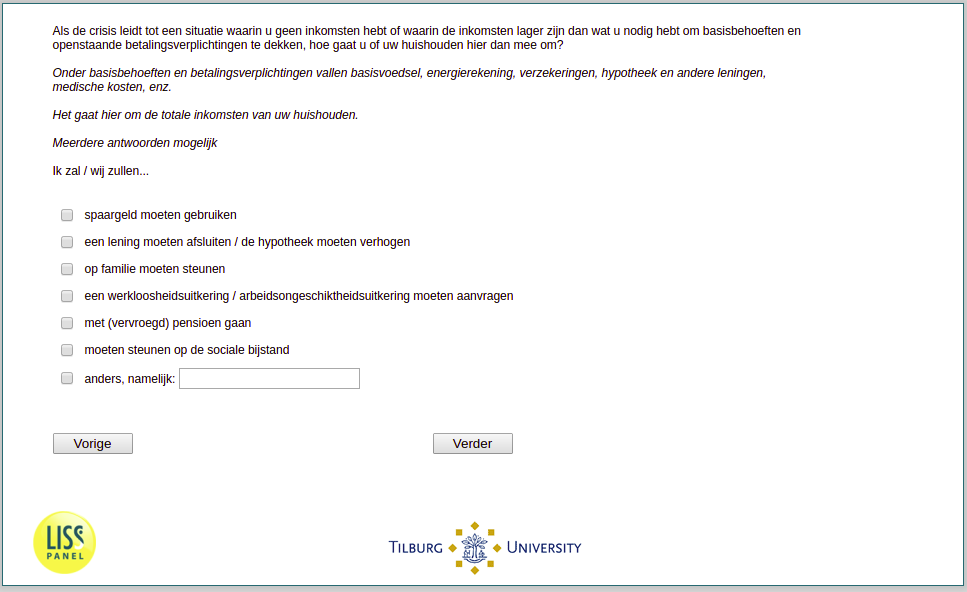 Als de crisis leidt tot een situatie waarin u geen inkomsten hebt of waarin de inkomsten lager zijn dan wat u nodig hebt om basisbehoeften en
openstaande betalingsverplichtingen te dekken, hoe gaat u of uw huishouden hier dan mee om?
Onder basisbehoeften en betalingsverplichtingen vallen basisvoedsel, energierekening, verzekeringen, hypotheek en andere leningen,
medische kosten, enz.
Het gaat hier om de totale inkomsten van uw huishouden.
Meerdere antwoorden mogelijk
Ik zal / wij zullen...
spaargeld moeten gebruiken
een lening moeten afsluiten / de hypotheek moeten verhogen
op familie moeten steunen
een werkloosheidsuitkering / arbeidsongeschiktheidsuitkering moeten aanvragen
met (vervroegd) pensioen gaan
moeten steunen op de sociale bijstand
anders, namelijk:
Vorige Verder
LISS
PANEL
TILBURG UNIVERSITY